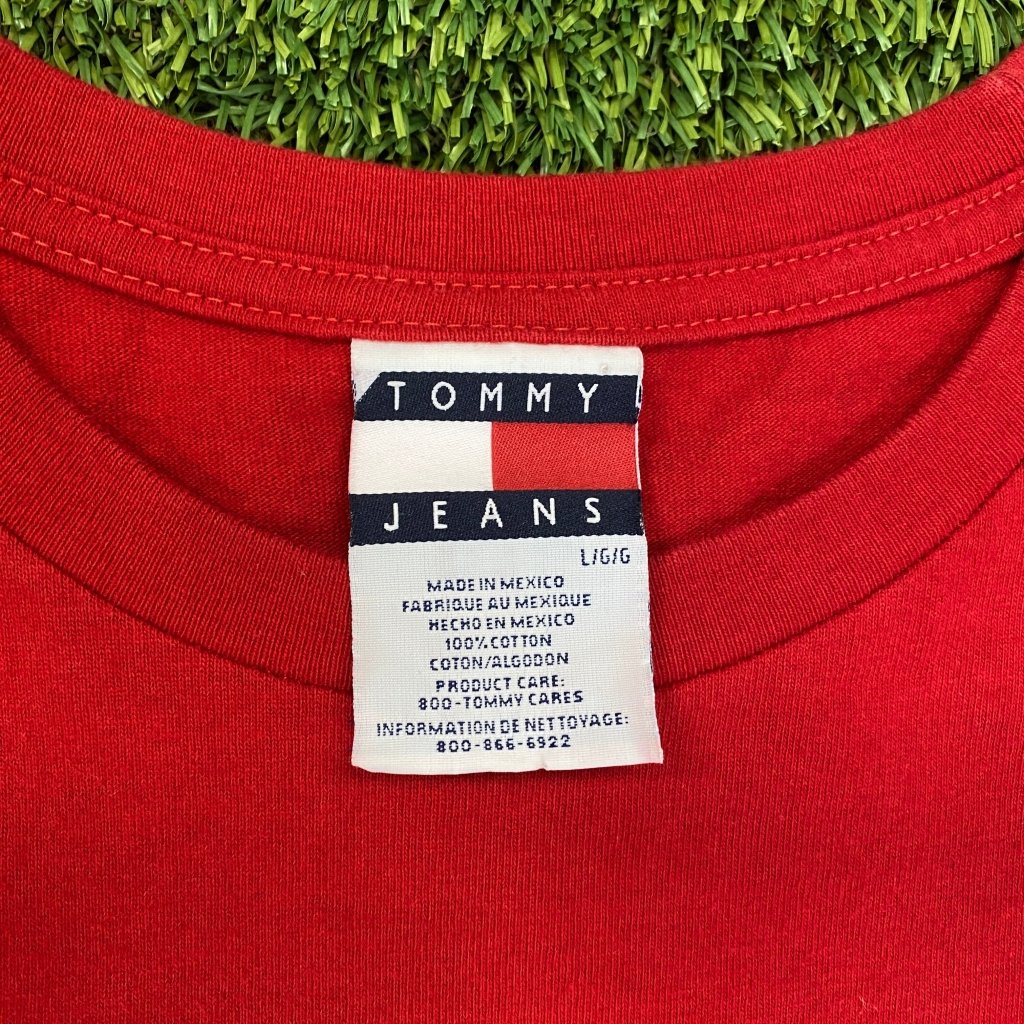 TOMMY
JEANS
L/G/G
MADE IN MEXICO
FABRIQUE AU MEXIQUE
HECHO EN MEXICO
100% COTTON
COTON/ALGODON
PRODUCT CARE:
800-TOMMY CARES
INFORMATION DE NETTOYAGE:
800-866-6922